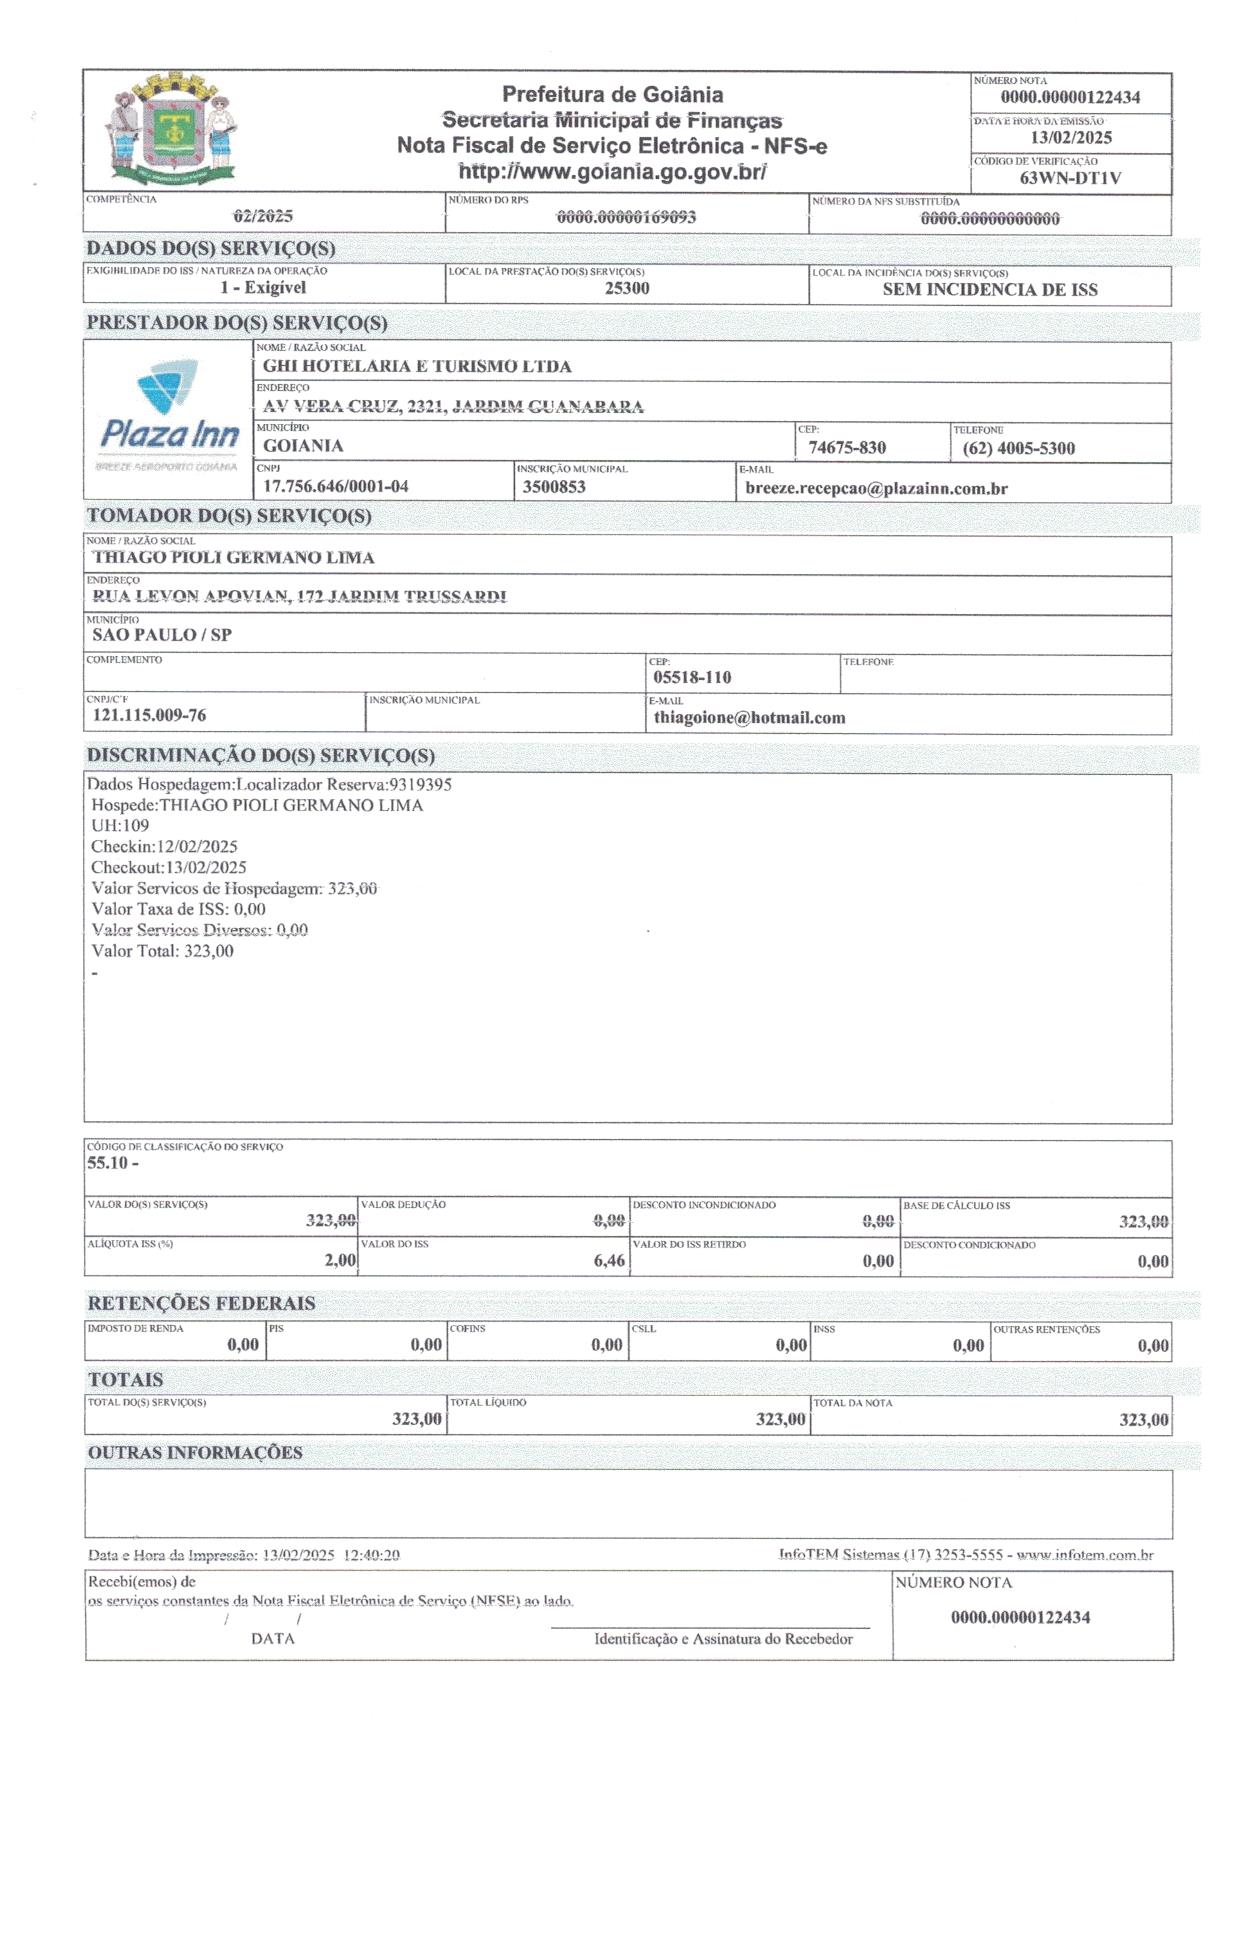 Prefeitura de Goiânia
Secretaria Minicipal de Finanças
Nota Fiscal de Serviço Eletrônica - NFS-e
http://www.goiania.go.gov.br/
NÚMERO NOTA
0000.00000122434
DATA E HORA DA EMISSÃO
13/02/2025
CÓDIGO DE VERIFICAÇÃO
63WN-DT1V
COMPETÊNCIA
02/2025
NÚMERO DO RPS
0000.00000169093
NÚMERO DA NFS SUBSTITUÍDA
0000.00000000000
DADOS DO(S) SERVIÇO(S)
EXIGIBILIDADE DO ISS / NATUREZA DA OPERAÇÃO
1 - Exigível
LOCAL DA PRESTAÇÃO DO(S) SERVIÇO(S)
25300
LOCAL DA INCIDÊNCIA DO(S) SERVIÇO(S)
SEM INCIDENCIA DE ISS
PRESTADOR DO(S) SERVIÇO(S)
Plaza Inn
BREEZE AEROPORTO GOIÂNIA
NOME / RAZÃO SOCIAL
GHI HOTELARIA E TURISMO LTDA
ENDEREÇO
AV VERA CRUZ, 2321, JARDIM GUANABARA
MUNICÍPIO
GOIANIA
CEP:
74675-830
TELEFONE
(62) 4005-5300
CNPJ
17.756.646/0001-04
INSCRIÇÃO MUNICIPAL
3500853
E-MAIL
breeze.recepcao@plazainn.com.br
TOMADOR DO(S) SERVIÇO(S)
NOME / RAZÃO SOCIAL
THIAGO PIOLI GERMANO LIMA
ENDEREÇO
RUA LEVON APOVIAN, 172 JARDIM TRUSSARDI
MUNICÍPIO
SAO PAULO / SP
COMPLEMENTO
CEP:
05518-110
TELEFONE
CNPJ/C'F
121.115.009-76
INSCRIÇÃO MUNICIPAL
E-MAIL
thiagoione@hotmail.com
DISCRIMINAÇÃO DO(S) SERVIÇO(S)
Dados Hospedagem:Localizador Reserva:9319395
Hospede:THIAGO PIOLI GERMANO LIMA
UH:109
Checkin:12/02/2025
Checkout:13/02/2025
Valor Servicos de Hospedagem: 323,00
Valor Taxa de ISS: 0,00
Valor Servicos Diversos: 0,00
Valor Total: 323,00
-
CÓDIGO DE CLASSIFICAÇÃO DO SERVIÇO
55.10 -
VALOR DO(S) SERVIÇO(S)
323,00
VALOR DEDUÇÃO
0,00
DESCONTO INCONDICIONADO
0,00
BASE DE CÁLCULO ISS
323,00
ALÍQUOTA ISS (%)
2,00
VALOR DO ISS
6,46
VALOR DO ISS RETIRDO
0,00
DESCONTO CONDICIONADO
0,00
RETENÇÕES FEDERAIS
IMPOSTO DE RENDA
0,00
PIS
0,00
COFINS
0,00
CSLL
0,00
INSS
0,00
OUTRAS RENTENÇÕES
0,00
TOTAIS
TOTAL DO(S) SERVIÇO(S)
323,00
TOTAL LÍQUIDO
323,00
TOTAL DA NOTA
323,00
OUTRAS INFORMAÇÕES
Data e Hora da Impressão: 13/02/2025 12:40:20
InfoTEM Sistemas (17) 3253-5555 - www.infotem.com.br
Recebi(emos) de
os serviços constantes da Nota Fiscal Eletrônica de Serviço (NFSE) ao lado.
/ /
DATA
Identificação e Assinatura do Recebedor
NÚMERO NOTA
0000.00000122434